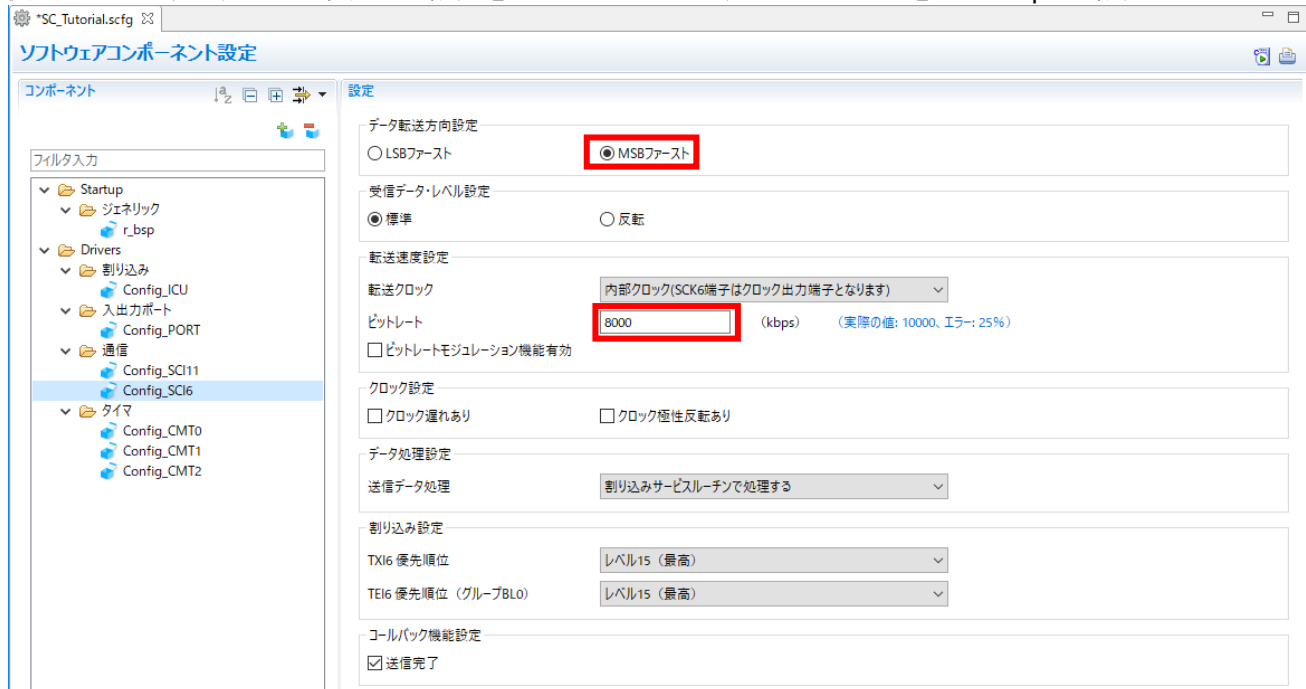 *SC_Tutorial.scfg
ソフトウェアコンポーネント設定
コンポーネント
フィルタ入力
Startup
ジェネリック
r_bsp
Drivers
割り込み
Config_ICU
入出力ポート
Config_PORT
通信
Config_SCI11
Config_SCI6
タイマ
Config_CMT0
Config_CMT1
Config_CMT2
設定
データ転送方向設定
LSBファースト MSBファースト
受信データ・レベル設定
標準 反転
転送速度設定
転送クロック 内部クロック(SCK6端子はクロック出力端子となります)
ビットレート 8000 (kbps) (実際の値: 10000、エラー: 25%)
ビットレートモジュレーション機能有効
クロック設定
クロック遅れあり クロック極性反転あり
データ処理設定
送信データ処理 割り込みサービスルーチンで処理する
割り込み設定
TXI6 優先順位 レベル15(最高)
TEI6 優先順位(グループBL0) レベル15(最高)
コールバック機能設定
送信完了